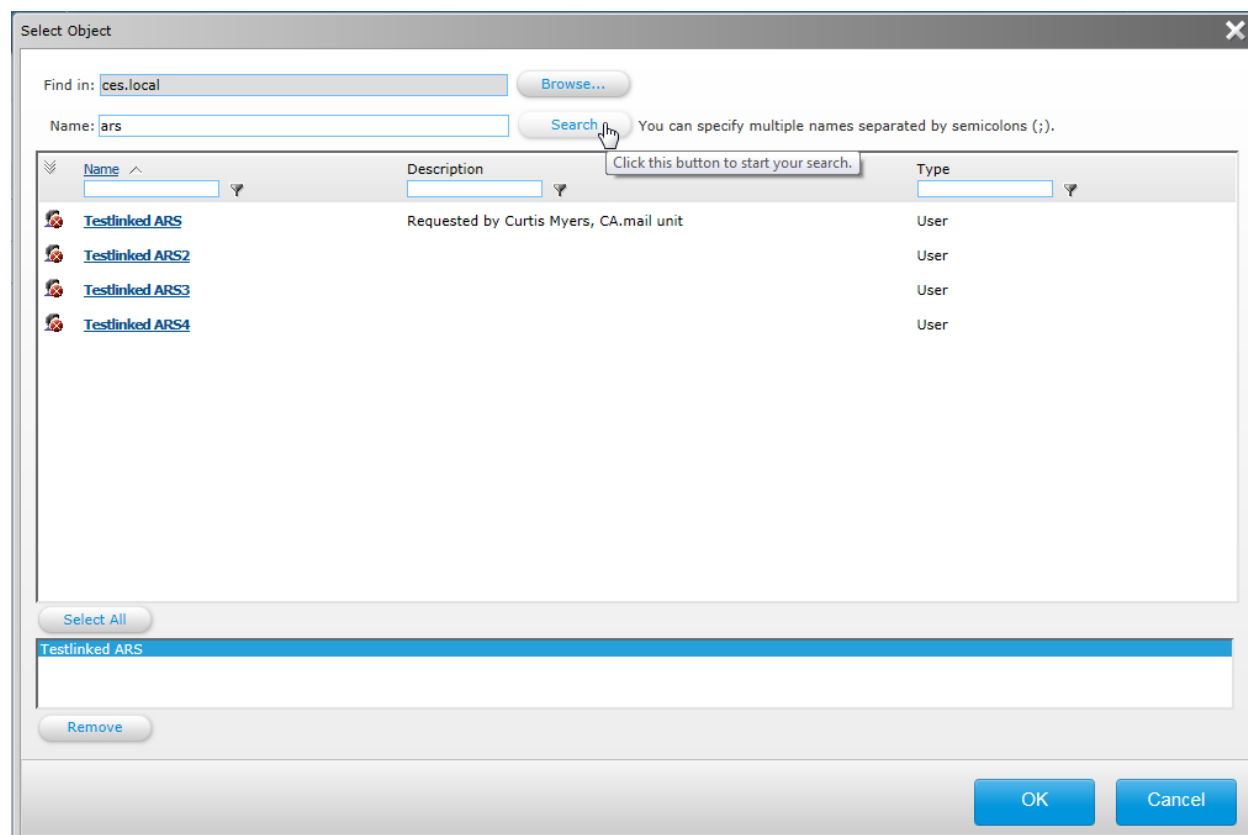 Select Object
Find in: ces.local Browse...
Name: ars Search You can specify multiple names separated by semicolons (;).
Click this button to start your search.
Name Description Type
Testlinked ARS Requested by Curtis Myers, CA.mail unit User
Testlinked ARS2 User
Testlinked ARS3 User
Testlinked ARS4 User
Select All
Testlinked ARS
Remove
OK Cancel